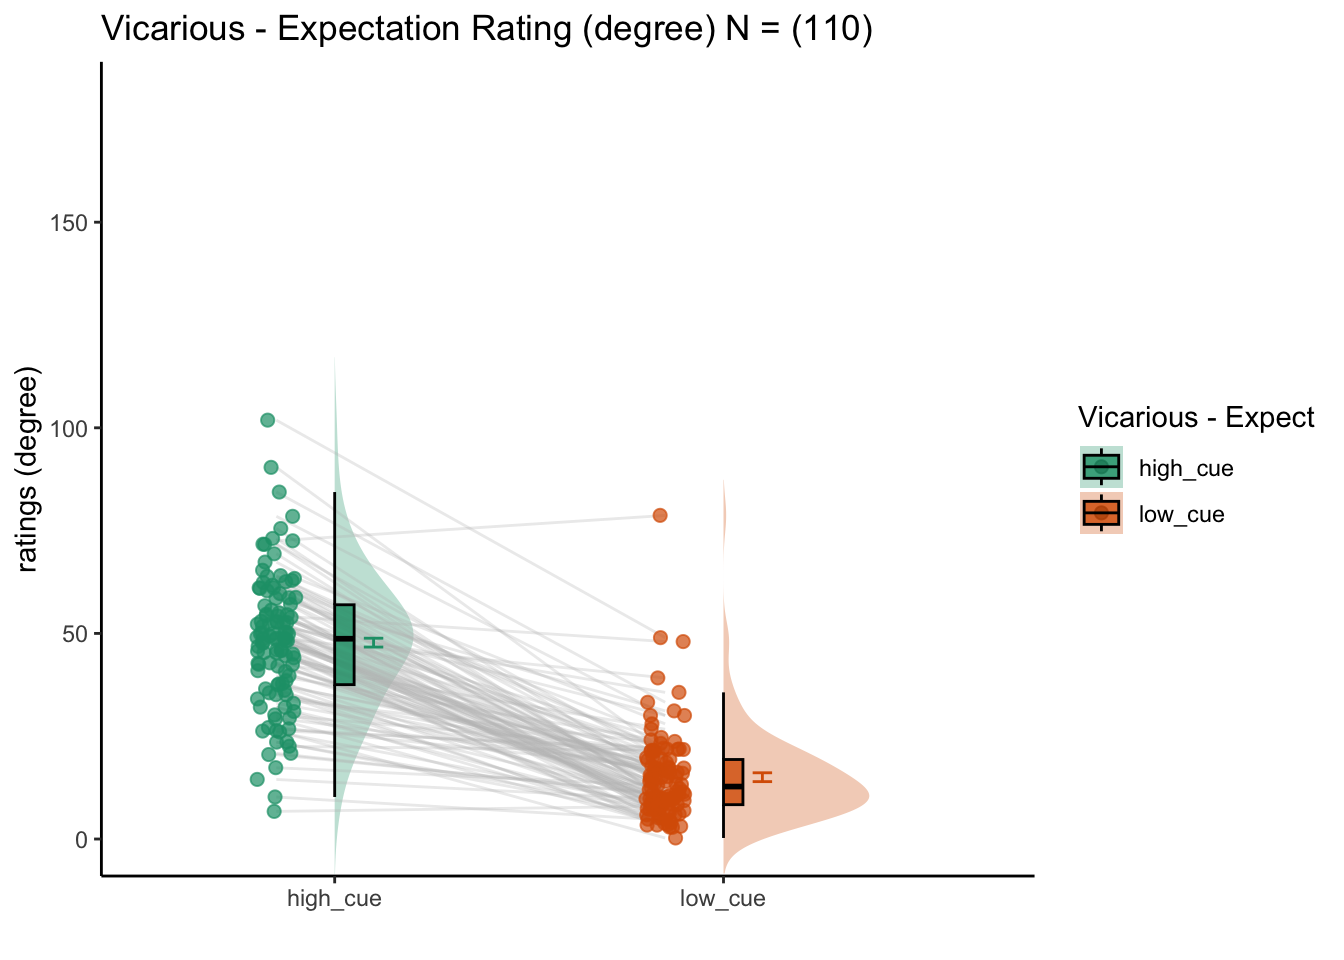 Vicarious - Expectation Rating (degree) N = (110)
ratings (degree)
150
100
50
0
high_cue
low_cue
Vicarious - Expect
high_cue
low_cue